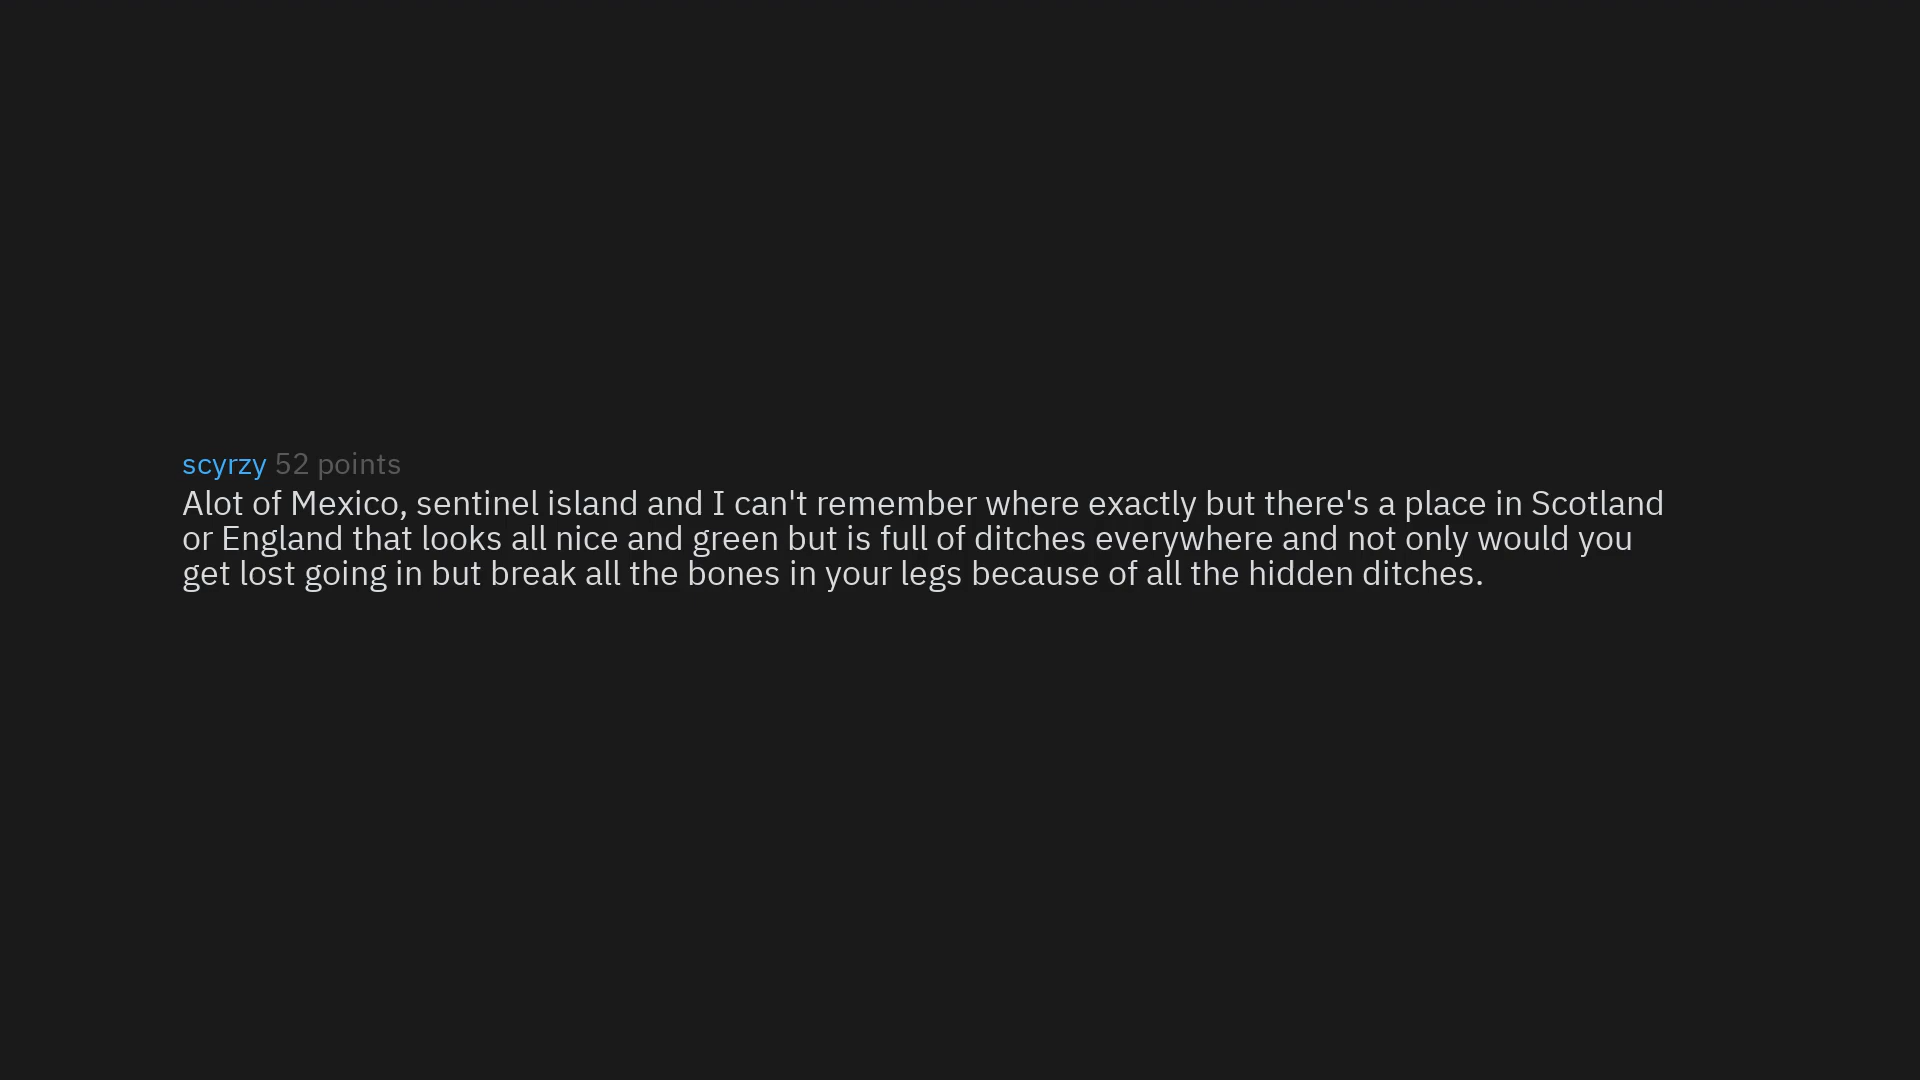 scyrzy 52 points
Alot of Mexico, sentinel island and I can't remember where exactly but there's a place in Scotland
or England that looks all nice and green but is full of ditches everywhere and not only would you
get lost going in but break all the bones in your legs because of all the hidden ditches.